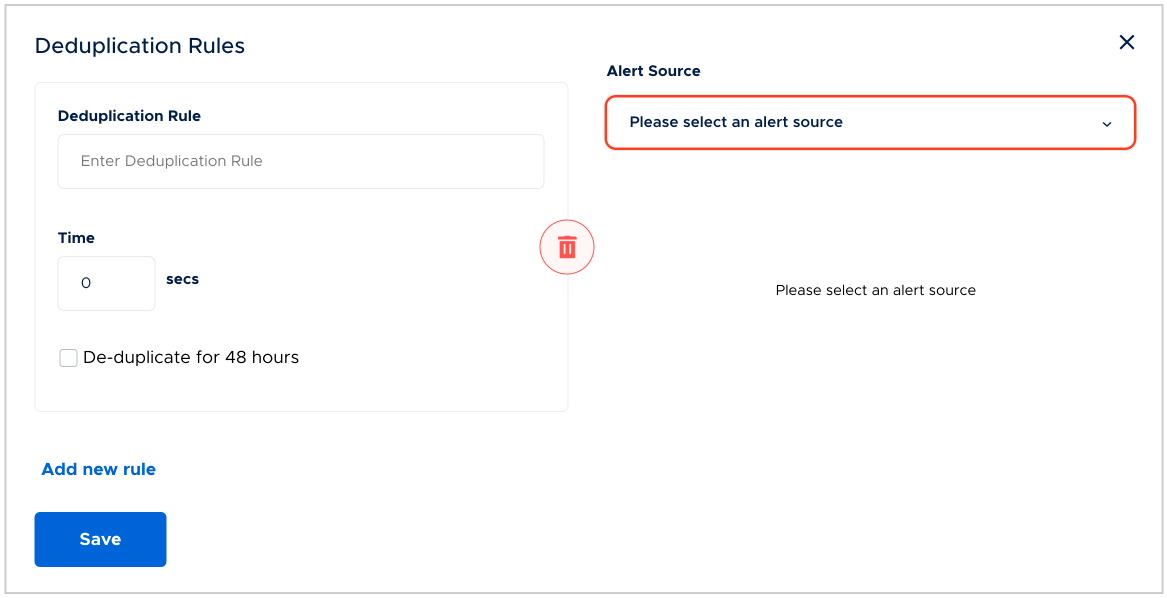 Deduplication Rules
Deduplication Rule
Enter Deduplication Rule
Time
0 secs
De-duplicate for 48 hours
Add new rule
Save
Alert Source
Please select an alert source
Please select an alert source